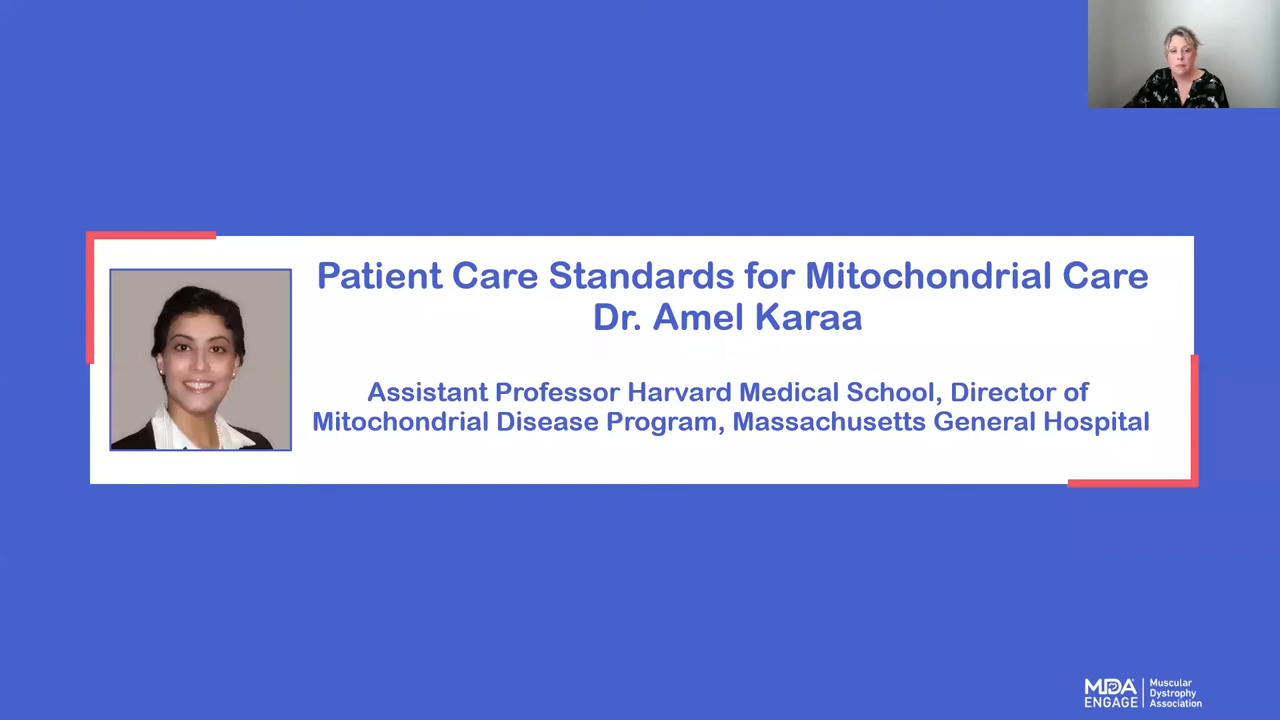 Patient Care Standards for Mitochondrial Care
Dr. Amel Karaa
Assistant Professor Harvard Medical School, Director of
Mitochondrial Disease Program, Massachusetts General Hospital
MDA
ENGAGE
Muscular
Dystrophy
Association